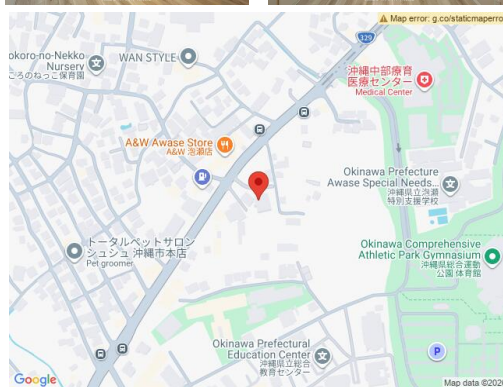 Map error: g.co/staticmaperro
329
okoro-no-Nekko
Nursery
ころのねっこ保育園
WAN STYLE
沖縄中部療育
医療センター
Medical Center
A&W Awase Store
A&W 泡瀬店
Okinawa Prefecture
Awase Special Needs...
沖縄県立泡瀬
特別支援学校
トータルペットサロン
シュシュ 沖縄市本店
Pet groomer
Okinawa Comprehensive
Athletic Park Gymnasium
沖縄県総合運動
公園 体育館
Okinawa Prefectural
Education Center
沖縄県立総合
教育センター
P
Google
Map data ©202